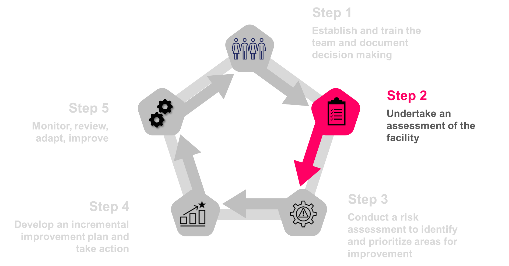 Step 1
Establish and train the
team and document
decision making
Step 2
Undertake an
assessment of the
facility
Step 3
Conduct a risk
assessment to identify
and prioritize areas for
improvement
Step 4
Develop an incremental
improvement plan and
take action
Step 5
Monitor, review,
adapt, improve